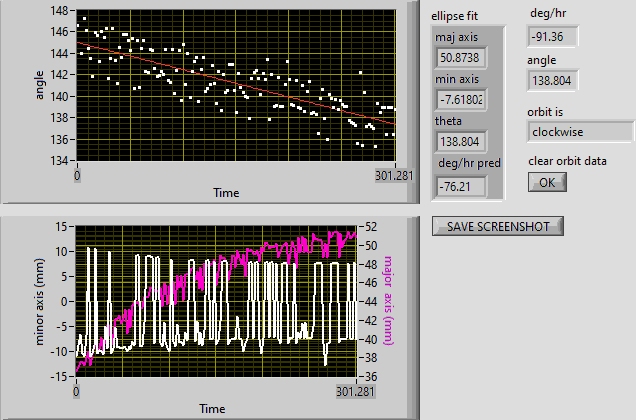 148
146
144
142
140
138
136
134
angle
0
301.281
Time
ellipse fit
maj axis
50.8738
min axis
-7.61802
theta
138.804
deg/hr pred
-76.21
deg/hr
-91.36
angle
138.804
orbit is
clockwise
clear orbit data
OK
SAVE SCREENSHOT
15
10
5
0
-5
-10
-15
minor axis (mm)
52
50
48
46
44
42
40
38
36
major axis (mm)
0
301.281
Time